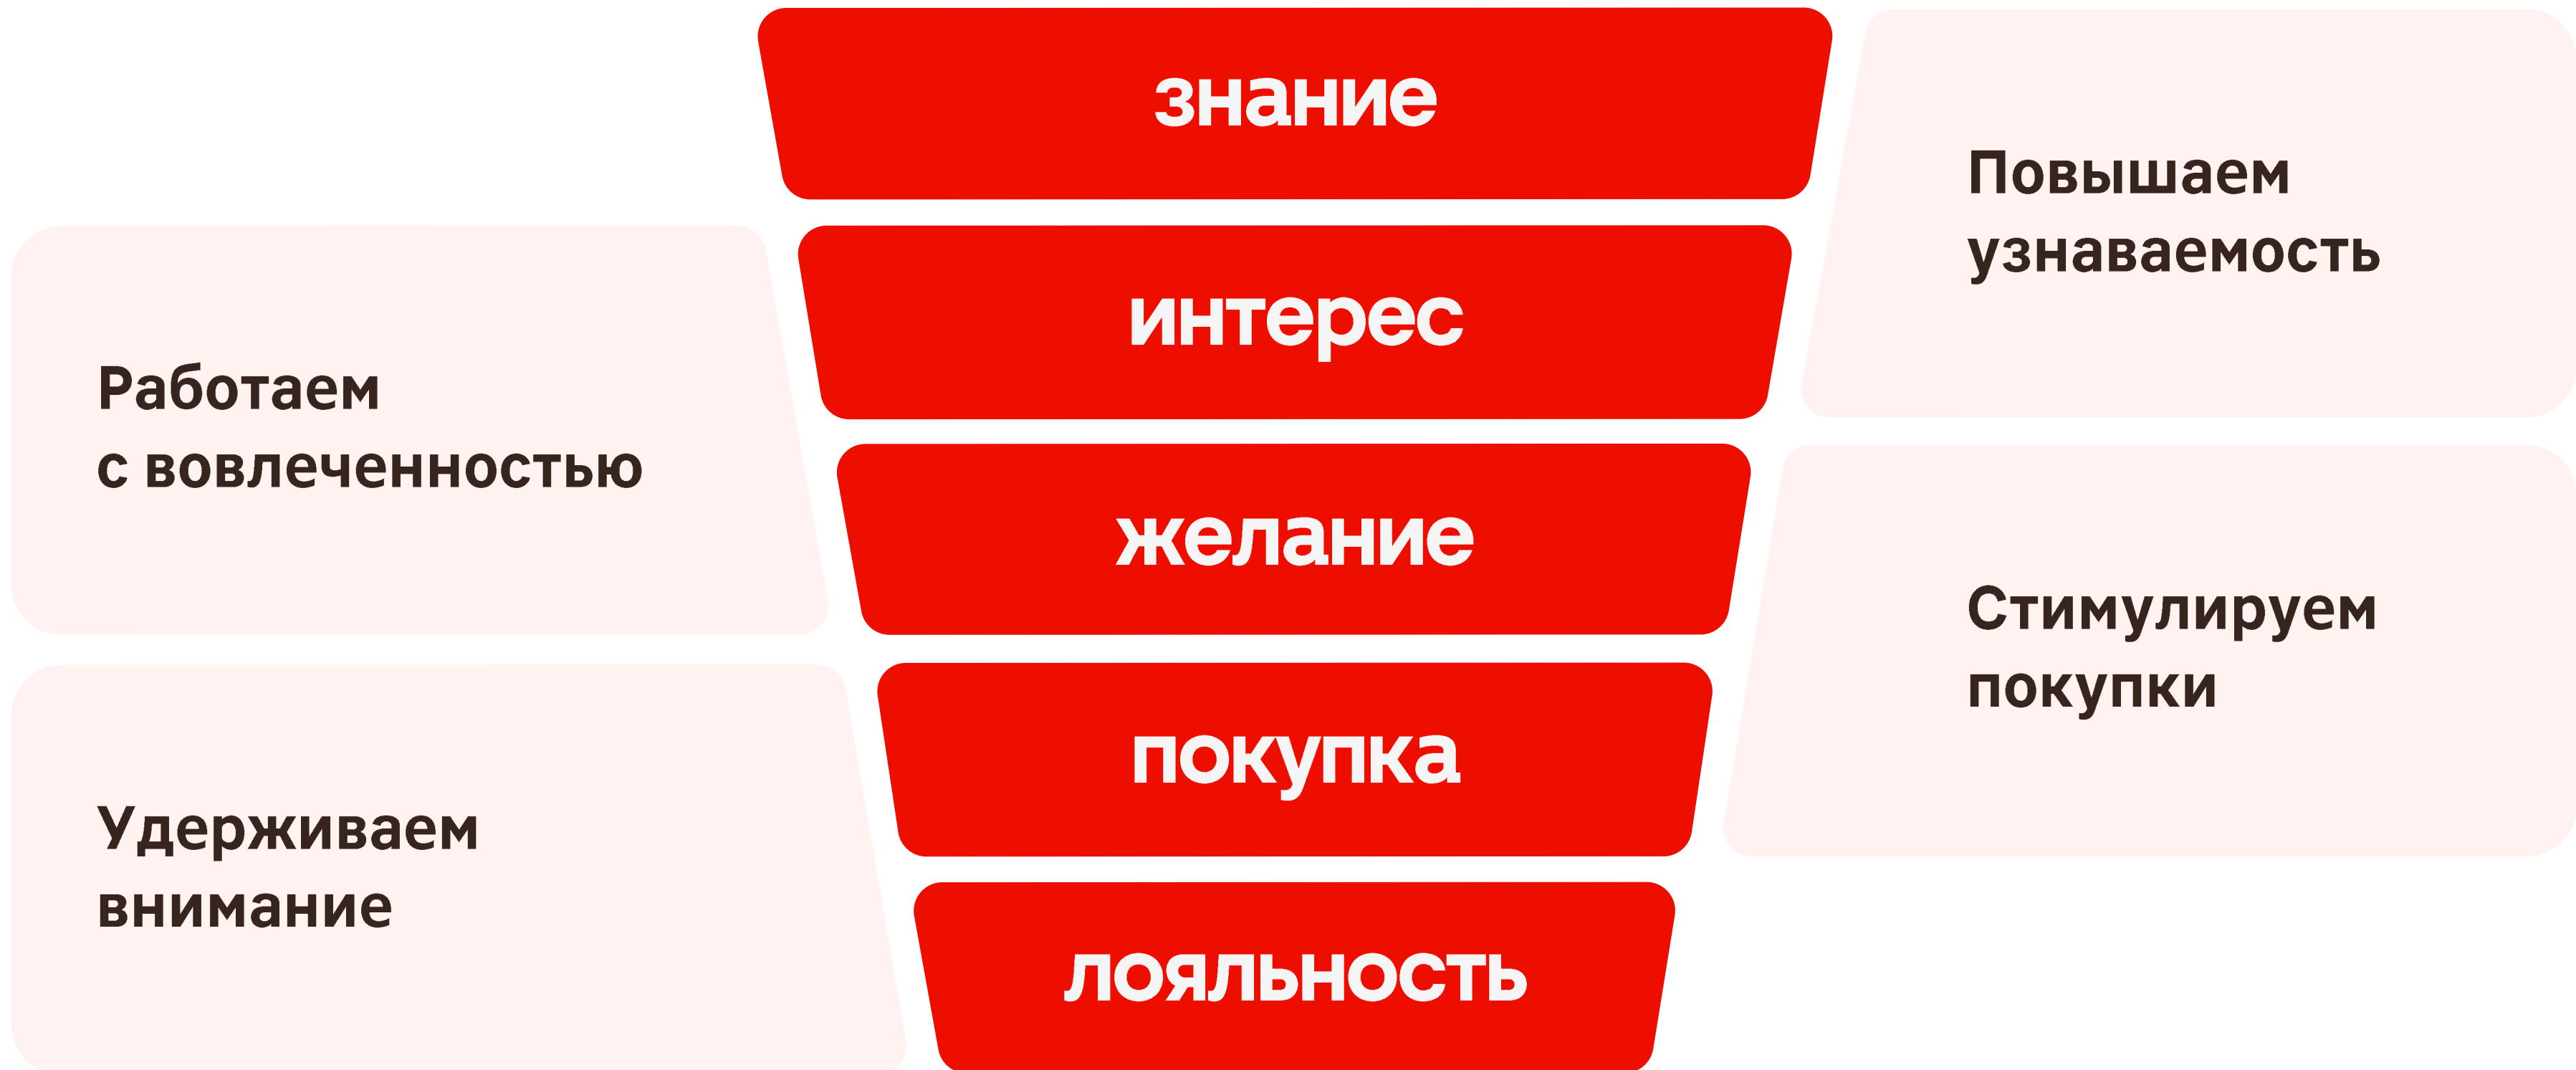 знание
Повышаем
узнаваемость
интерес
Работаем
с вовлеченностью
желание
Стимулируем
покупки
покупка
Удерживаем
внимание
лояльность